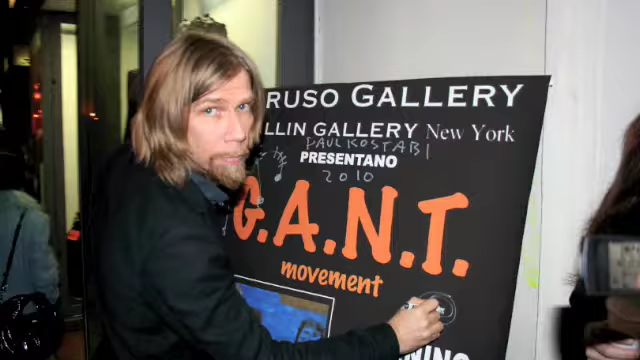 RUSO GALLERY
LLIN GALLERY New York
PAUL KOSTABI
PRESENTANO
2010
G.A.N.T.
movement